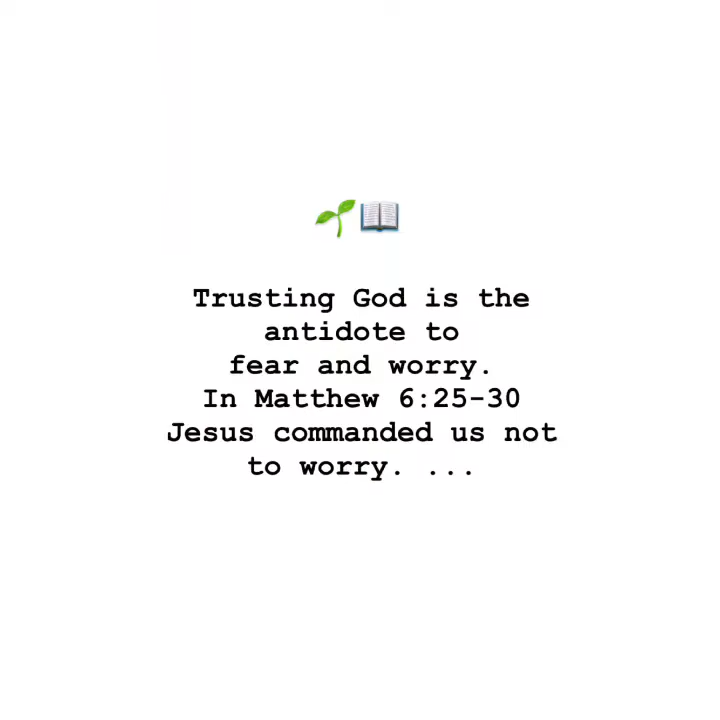 Trusting God is the
antidote to
fear and worry.
In Matthew 6:25-30
Jesus commanded us not
to worry. ...